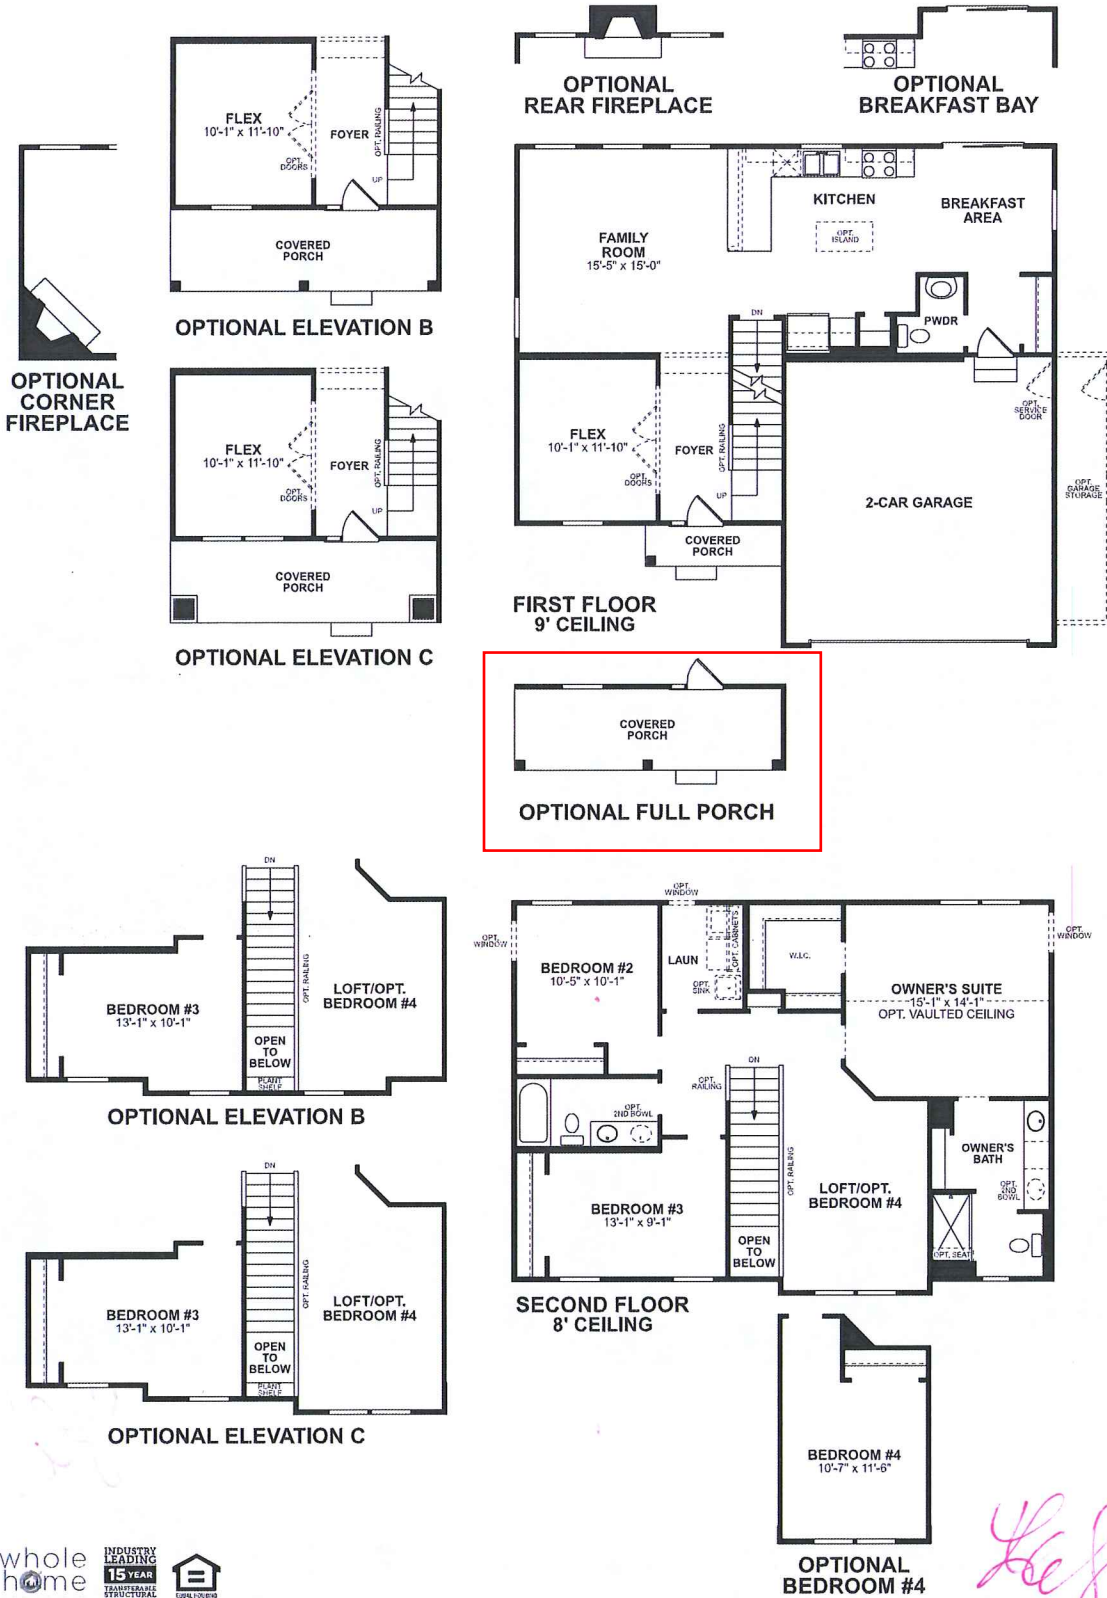 OPTIONAL
REAR FIREPLACE
OPTIONAL
BREAKFAST BAY
FLEX
10'-1" x 11'-10"
OPT.
DOORS
FOYER
OPT. RAILING
UP
COVERED
PORCH
OPTIONAL ELEVATION B
OPTIONAL
CORNER
FIREPLACE
FLEX
10'-1" x 11'-10"
OPT.
DOORS
FOYER
OPT. RAILING
UP
COVERED
PORCH
OPTIONAL ELEVATION C
FAMILY
ROOM
15'-5" x 15'-0"
KITCHEN
OPT.
ISLAND
BREAKFAST
AREA
PWDR
DN
FLEX
10'-1" x 11'-10"
OPT.
DOORS
FOYER
OPT. RAILING
UP
OPT.
SERVICE
DOOR
OPT.
GARAGE
STORAGE
2-CAR GARAGE
COVERED
PORCH
FIRST FLOOR
9' CEILING
COVERED
PORCH
OPTIONAL FULL PORCH
DN
OPT. RAILING
BEDROOM #3
13'-1" x 10'-1"
LOFT/OPT.
BEDROOM #4
OPEN
TO
BELOW
PLANT
SHELF
OPTIONAL ELEVATION B
DN
OPT. RAILING
BEDROOM #3
13'-1" x 10'-1"
LOFT/OPT.
BEDROOM #4
OPEN
TO
BELOW
PLANT
SHELF
OPTIONAL ELEVATION C
OPT.
WINDOW
OPT.
WINDOW
OPT.
WINDOW
BEDROOM #2
10'-5" x 10'-1"
LAUN
OPT. CABINETS
OPT.
SINK
W.I.C.
OWNER'S SUITE
15'-1" x 14'-1"
OPT. VAULTED CEILING
DN
OPT.
RAILING
OPT.
2ND BOWL
OPT. RAILING
OWNER'S
BATH
OPT.
2ND
BOWL
OPT. SEAT
BEDROOM #3
13'-1" x 9'-1"
LOFT/OPT.
BEDROOM #4
OPEN
TO
BELOW
SECOND FLOOR
8' CEILING
BEDROOM #4
10'-7" x 11'-6"
OPTIONAL
BEDROOM #4
whole
home
INDUSTRY
LEADING
15 YEAR
TRANSFERABLE
STRUCTURAL
EQUAL HOUSING